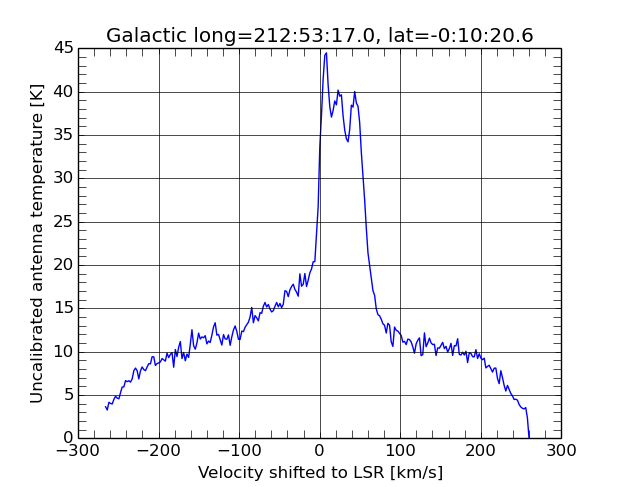 Galactic long=212:53:17.0, lat=-0:10:20.6
Uncalibrated antenna temperature [K]
45
40
35
30
25
20
15
10
5
0
−300 −200 −100 0 100 200 300
Velocity shifted to LSR [km/s]